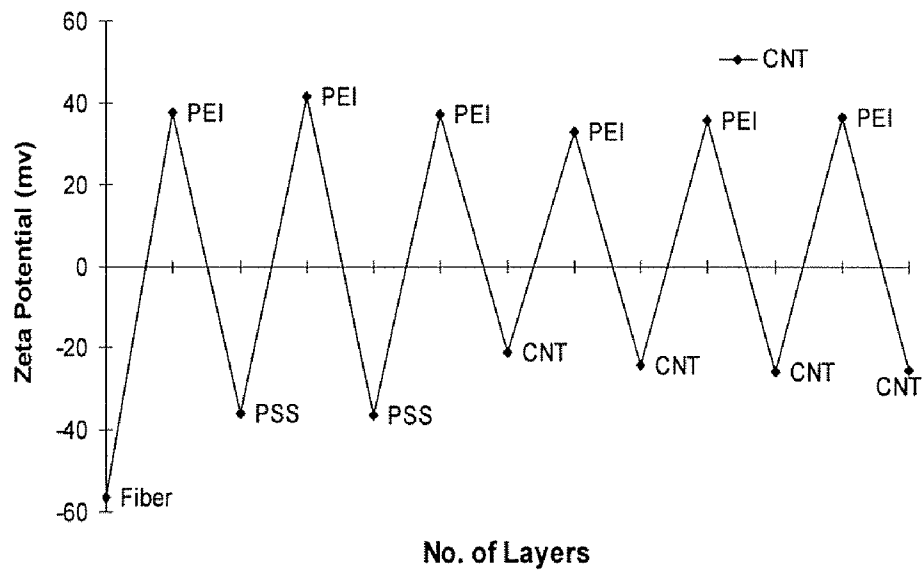 60
40
20
0
-20
-40
-60
Zeta Potential (mv)
CNT
PEI
PEI
PEI
PEI
PEI
PEI
CNT
CNT
CNT
CNT
PSS
PSS
Fiber
No. of Layers